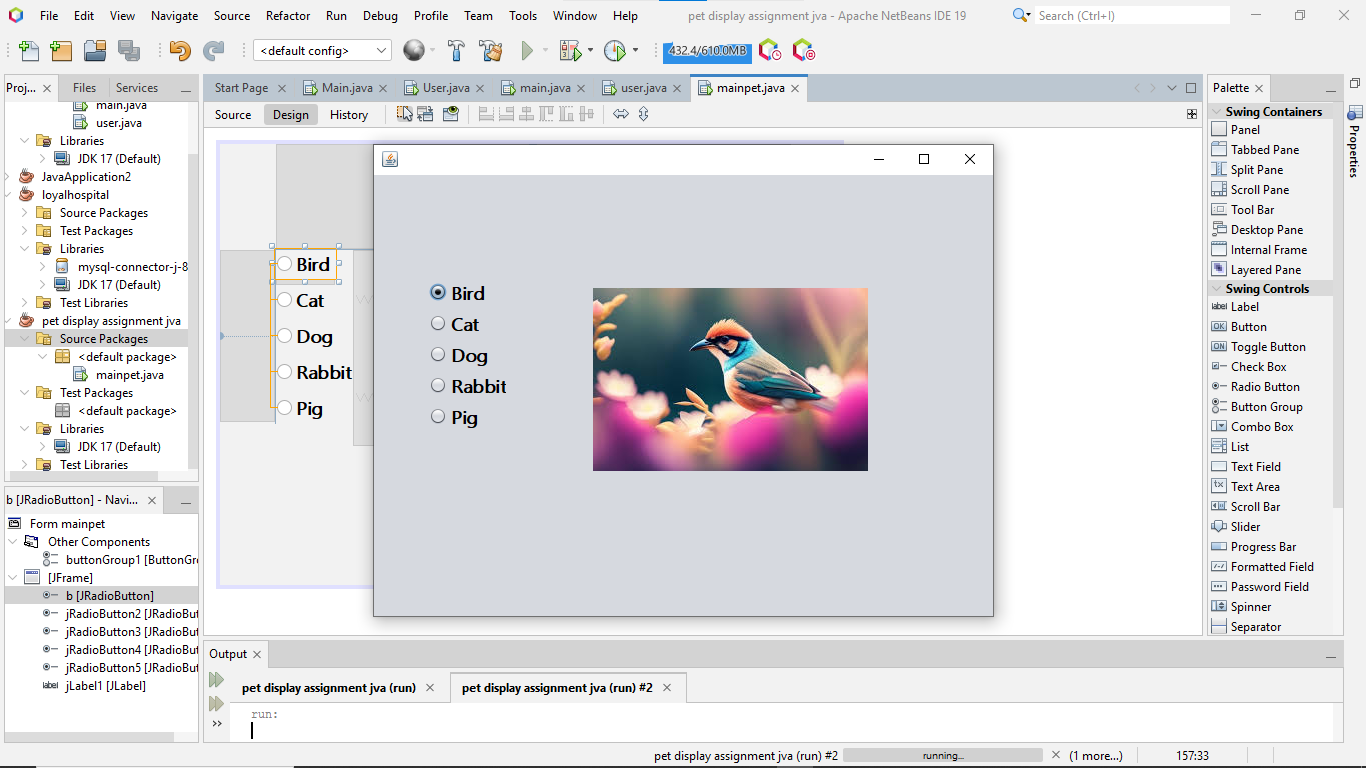 File Edit View Navigate Source Refactor Run Debug Profile Team Tools Window Help
pet display assignment jva - Apache NetBeans IDE 19
Search (Ctrl+I)
<default config>
432.4/610.0MB
Proj... Files Services
main.java
user.java
Libraries
JDK 17 (Default)
JavaApplication2
loyalhospital
Source Packages
Test Packages
Libraries
mysql-connector-j-8
JDK 17 (Default)
Test Libraries
pet display assignment jva
Source Packages
<default package>
mainpet.java
Test Packages
<default package>
Libraries
JDK 17 (Default)
Test Libraries
b [JRadioButton] - Navi...
Form mainpet
Other Components
buttonGroup1 [ButtonGr
[JFrame]
b [JRadioButton]
jRadioButton2 [JRadioBut
jRadioButton3 [JRadioBut
jRadioButton4 [JRadioBut
jRadioButton5 [JRadioBut
jLabel1 [JLabel]
Start Page Main.java User.java main.java user.java mainpet.java
Source Design History
Bird
Cat
Dog
Rabbit
Pig
Bird
Cat
Dog
Rabbit
Pig
Palette
Swing Containers
Panel
Tabbed Pane
Split Pane
Scroll Pane
Tool Bar
Desktop Pane
Internal Frame
Layered Pane
Swing Controls
label Label
OK Button
ON Toggle Button
Check Box
Radio Button
Button Group
Combo Box
List
Text Field
Text Area
Scroll Bar
Slider
Progress Bar
Formatted Field
Password Field
Spinner
Separator
Properties
Output
pet display assignment jva (run) pet display assignment jva (run) #2
run:
pet display assignment jva (run) #2 running... (1 more...) 157:33